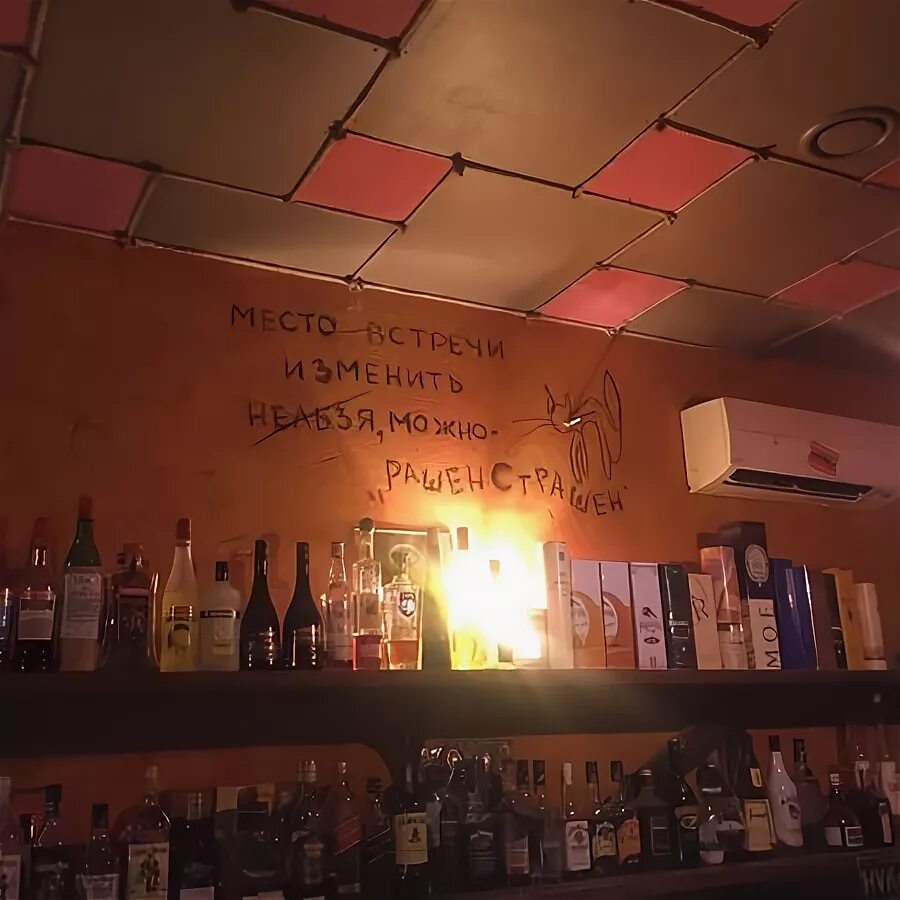 МЕСТО ВСТРЕЧИ
ИЗМЕНИТЬ
НЕЛЬЗЯ, МОЖНО-
„РАШЕН СТРАШЕН"